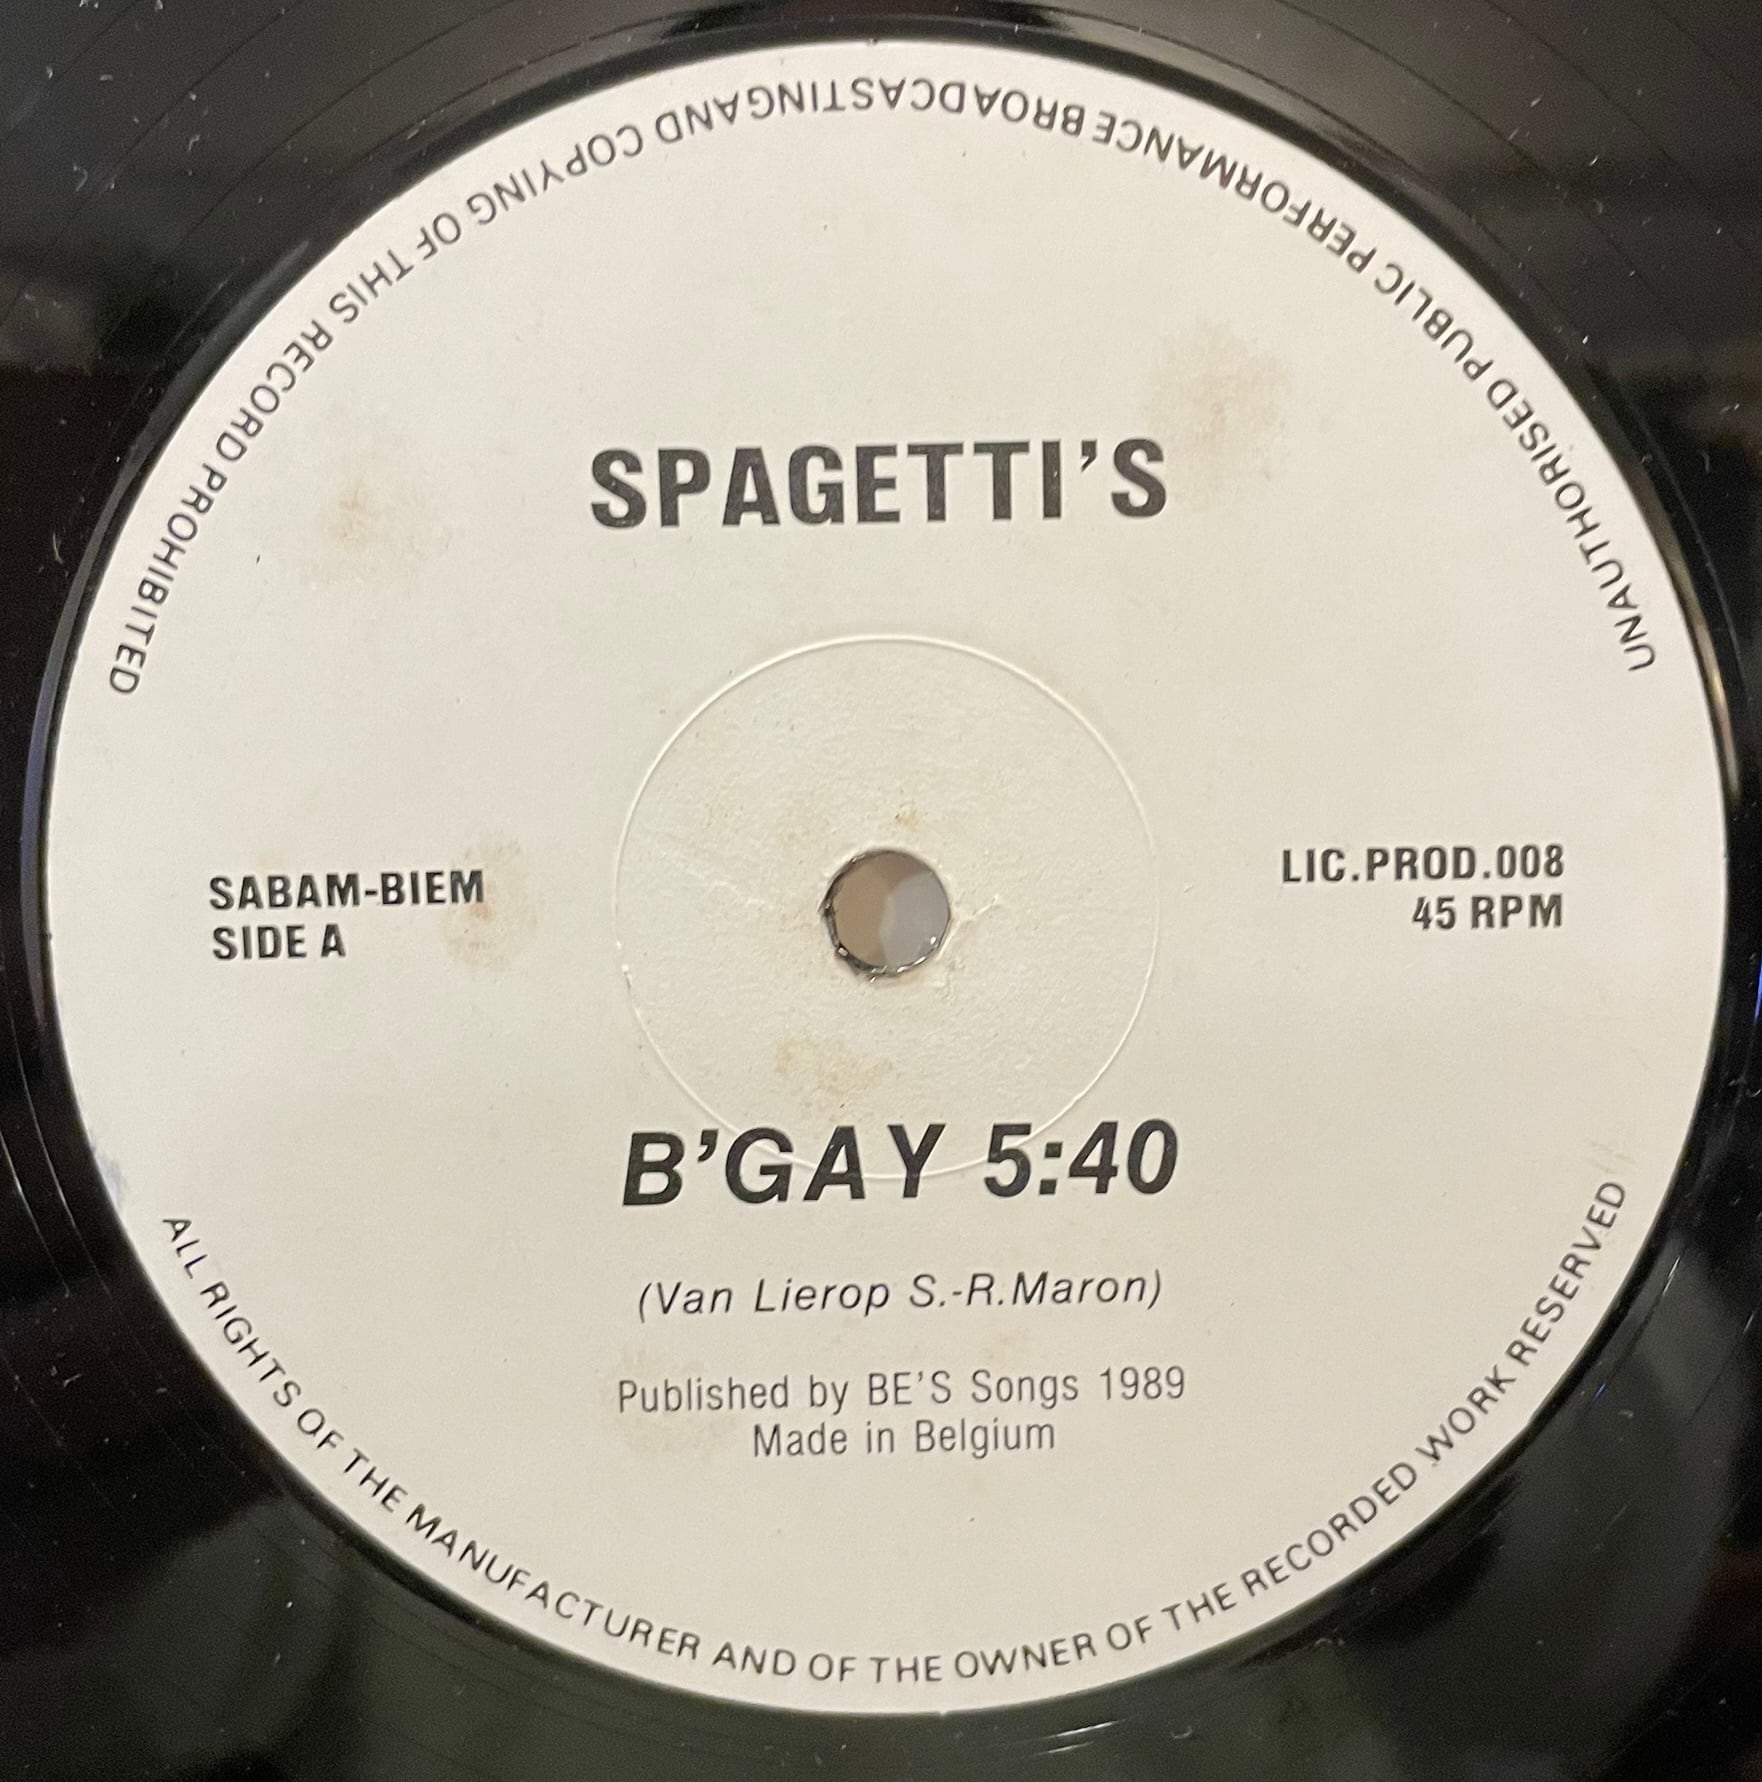 UNAUTHORISED PUBLIC PERFORMANCE BROADCASTING AND COPYING OF THIS RECORD PROHIBITED
SPAGETTI'S
SABAM-BIEM
SIDE A
LIC.PROD.008
45 RPM
B'GAY 5:40
(Van Lierop S.-R.Maron)
Published by BE'S Songs 1989
Made in Belgium
ALL RIGHTS OF THE MANUFACTURER AND OF THE OWNER OF THE RECORDED WORK RESERVED